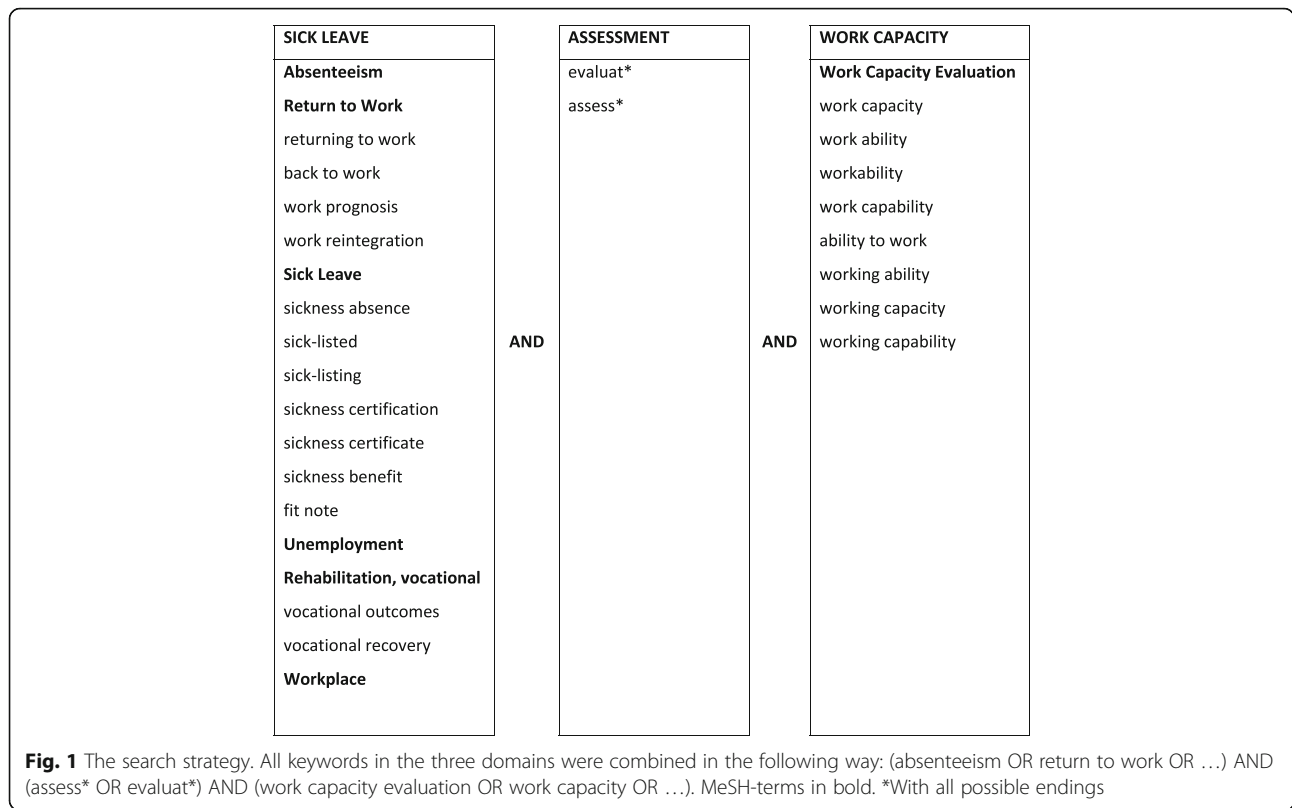 SICK LEAVE
Absenteeism
Return to Work
returning to work
back to work
work prognosis
work reintegration
Sick Leave
sickness absence
sick-listed
sick-listing
sickness certification
sickness certificate
sickness benefit
fit note
Unemployment
Rehabilitation, vocational
vocational outcomes
vocational recovery
Workplace
AND
ASSESSMENT
evaluat*
assess*
AND
WORK CAPACITY
Work Capacity Evaluation
work capacity
work ability
workability
work capability
ability to work
working ability
working capacity
working capability
Fig. 1 The search strategy. All keywords in the three domains were combined in the following way: (absenteeism OR return to work OR …) AND
(assess* OR evaluat*) AND (work capacity evaluation OR work capacity OR …). MeSH-terms in bold. *With all possible endings